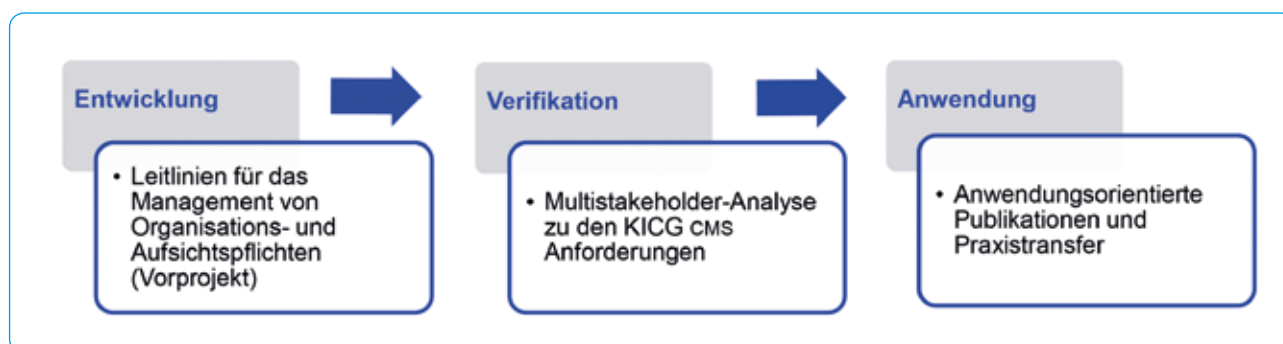 Entwicklung
• Leitlinien für das
Management von
Organisations- und
Aufsichtspflichten
(Vorprojekt)
Verifikation
• Multistakeholder-Analyse
zu den KICG CMS
Anforderungen
Anwendung
• Anwendungsorientierte
Publikationen und
Praxistransfer